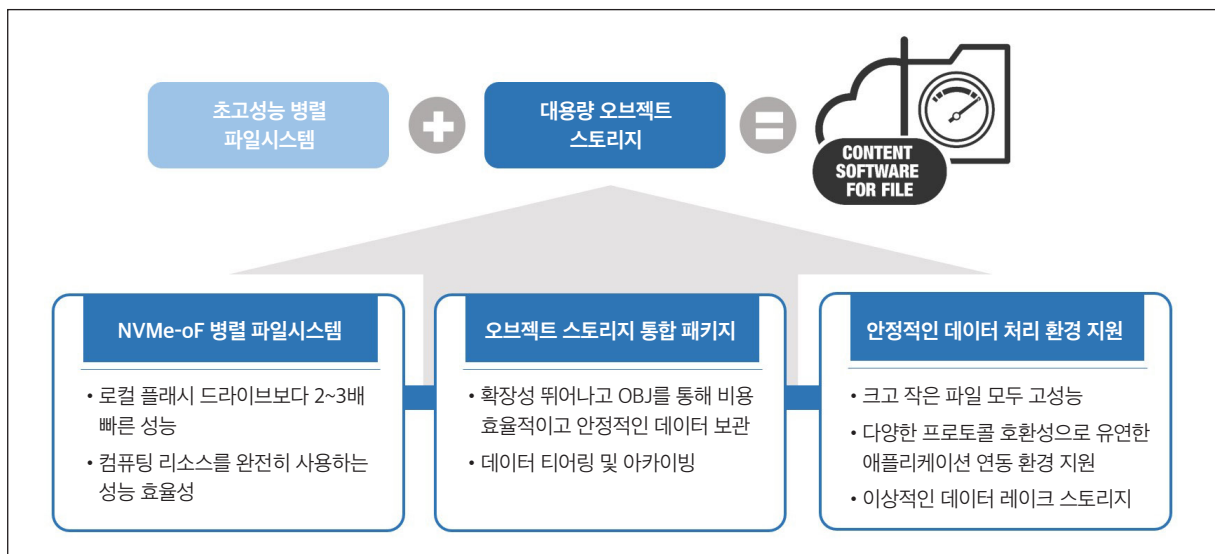 초고성능 병렬
파일시스템
대용량 오브젝트
스토리지
CONTENT
SOFTWARE
FOR FILE
NVMe-oF 병렬 파일시스템
• 로컬 플래시 드라이브보다 2~3배
빠른 성능
• 컴퓨팅 리소스를 완전히 사용하는
성능 효율성
오브젝트 스토리지 통합 패키지
• 확장성 뛰어나고 OBJ를 통해 비용
효율적이고 안정적인 데이터 보관
• 데이터 티어링 및 아카이빙
안정적인 데이터 처리 환경 지원
• 크고 작은 파일 모두 고성능
• 다양한 프로토콜 호환성으로 유연한
애플리케이션 연동 환경 지원
• 이상적인 데이터 레이크 스토리지